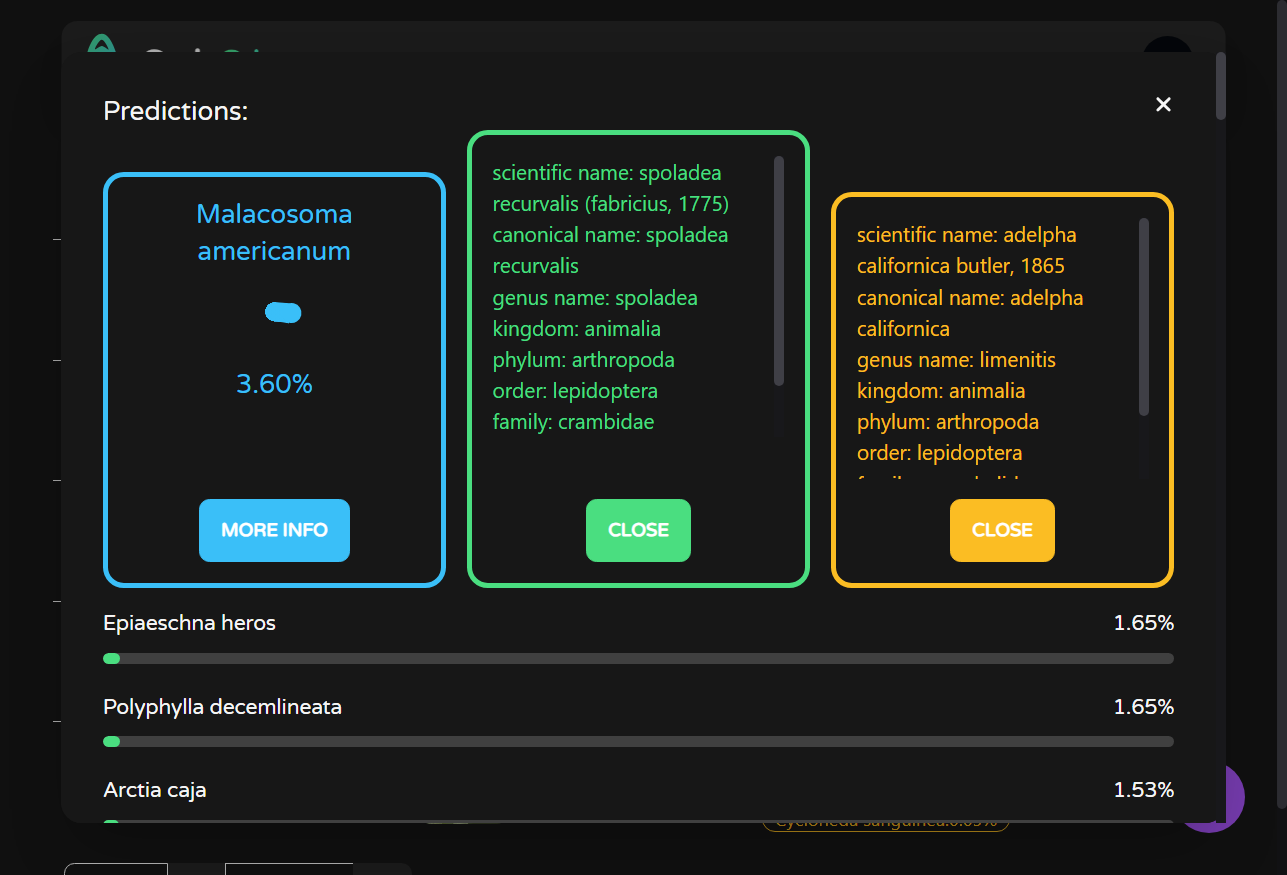 Predictions:
Malacosoma
americanum
3.60%
MORE INFO
scientific name: spoladea
recurvalis (fabricius, 1775)
canonical name: spoladea
recurvalis
genus name: spoladea
kingdom: animalia
phylum: arthropoda
order: lepidoptera
family: crambidae
CLOSE
scientific name: adelpha
californica butler, 1865
canonical name: adelpha
californica
genus name: limenitis
kingdom: animalia
phylum: arthropoda
order: lepidoptera
CLOSE
Epiaeschna heros 1.65%
Polyphylla decemlineata 1.65%
Arctia caja 1.53%